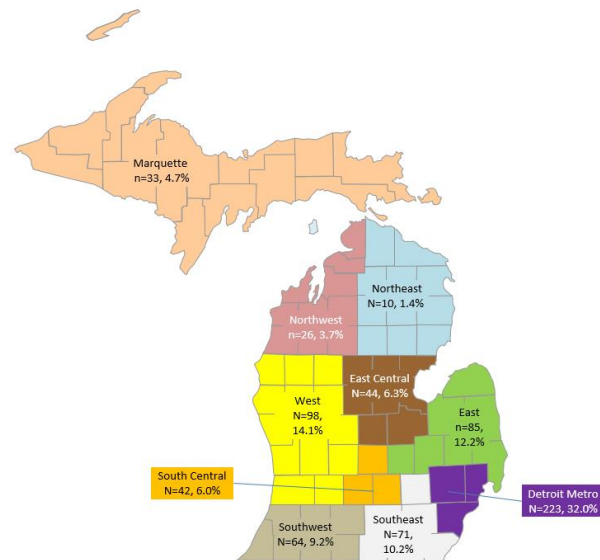 Marquette
n=33, 4.7%
Northeast
N=10, 1.4%
Northwest
n=26, 3.7%
East Central
N=44, 6.3%
West
N=98,
14.1%
East
n=85,
12.2%
South Central
N=42, 6.0%
Detroit Metro
N=223, 32.0%
Southwest
N=64, 9.2%
Southeast
N=71,
10.2%